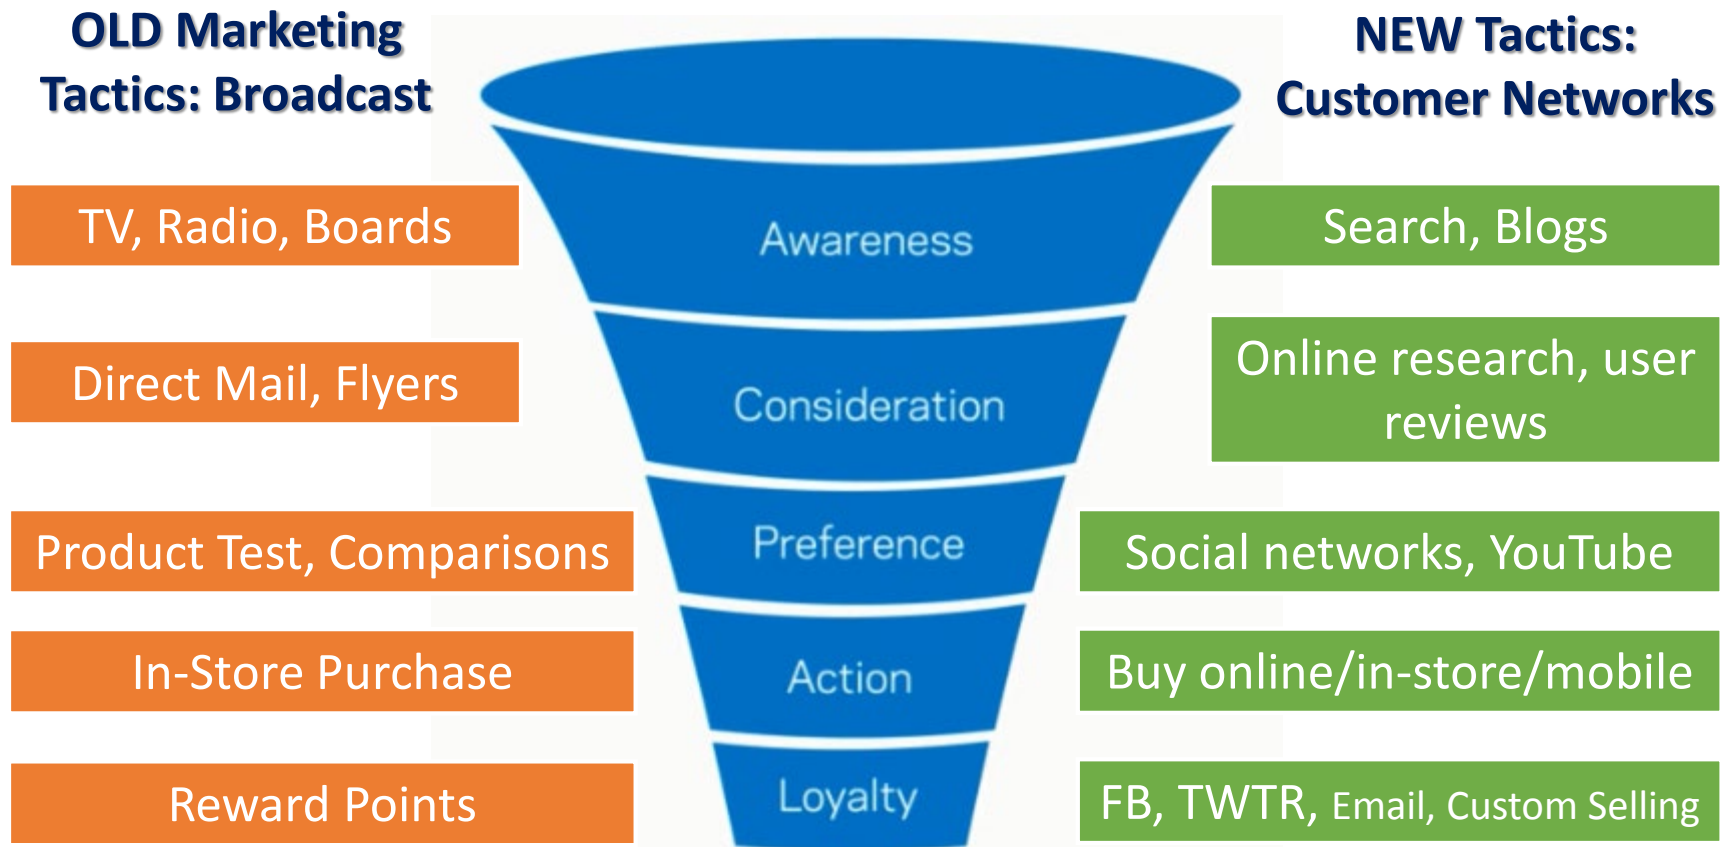 OLD Marketing
Tactics: Broadcast
NEW Tactics:
Customer Networks
TV, Radio, Boards
Awareness
Search, Blogs
Direct Mail, Flyers
Consideration
Online research, user
reviews
Product Test, Comparisons
Preference
Social networks, YouTube
In-Store Purchase
Action
Buy online/in-store/mobile
Reward Points
Loyalty
FB, TWTR, Email, Custom Selling